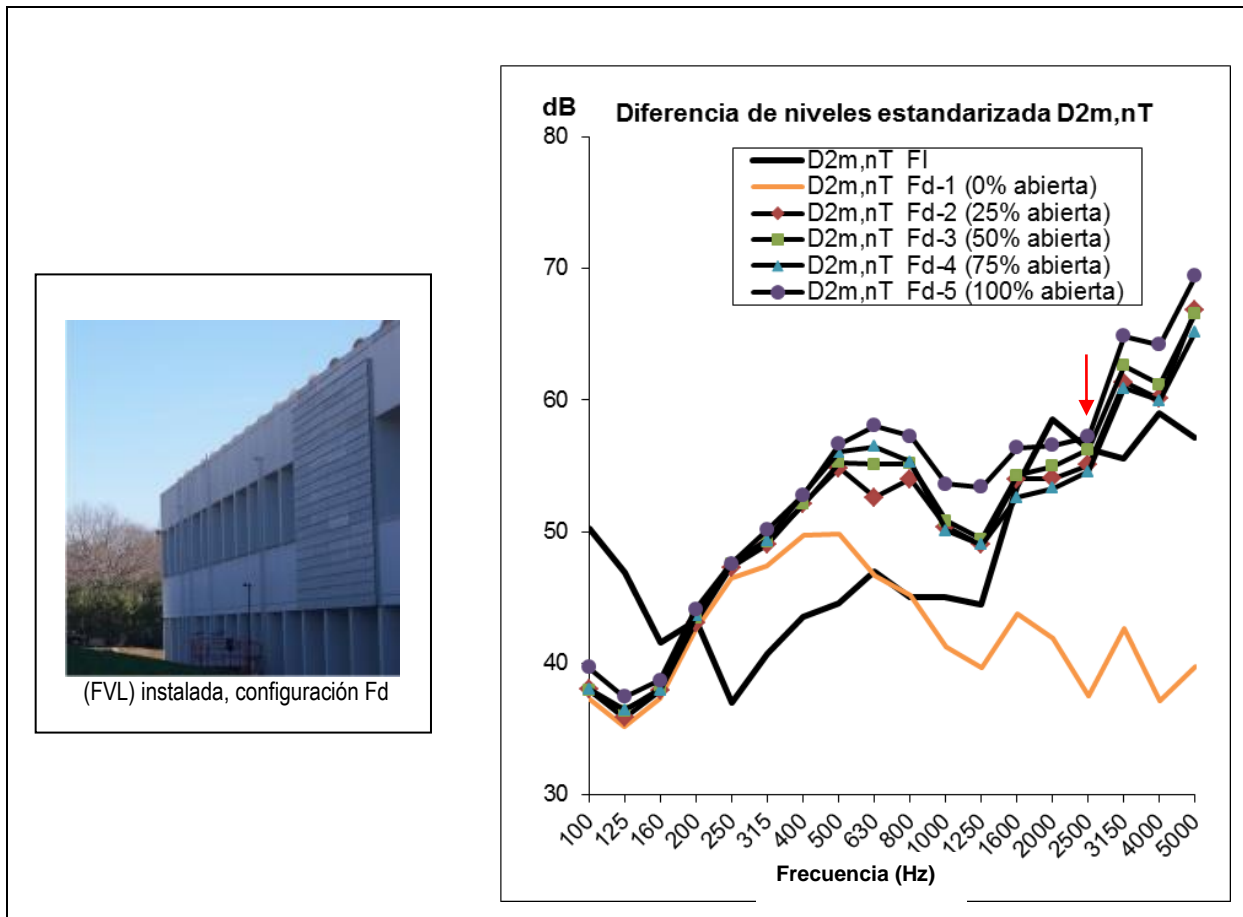 (FVL) instalada, configuración Fd
dB
Diferencia de niveles estandarizada D2m,nT
D2m,nT FI
D2m,nT Fd-1 (0% abierta)
D2m,nT Fd-2 (25% abierta)
D2m,nT Fd-3 (50% abierta)
D2m,nT Fd-4 (75% abierta)
D2m,nT Fd-5 (100% abierta)
80
70
60
50
40
30
100
125
160
200
250
315
400
500
630
800
1000
1250
1600
2000
2500
3150
4000
5000
Frecuencia (Hz)